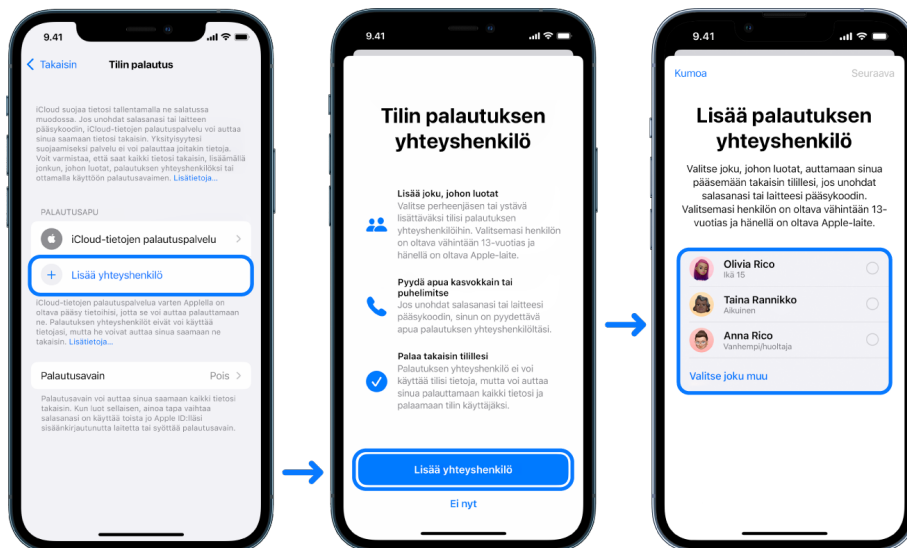 9.41
Takaisin
Tilin palautus
iCloud suojaa tietosi tallentamalla ne salatussa
muodossa. Jos unohdat salasanasi tai laitteen
pääsykoodin, iCloud-tietojen palautuspalvelu voi auttaa
sinua saamaan tietosi takaisin. Yksityisyytesi
suojaamiseksi palvelu ei voi palauttaa joitakin tietoja.
Voit varmistaa, että saat kaikki tietosi takaisin, lisäämällä
jonkun, johon luotat, palautuksen yhteyshenkilöksi tai
ottamalla käyttöön palautusavaimen. Lisätietoja...
PALAUTUSAPU
iCloud-tietojen palautuspalvelu
Lisää yhteyshenkilö
iCloud-tietojen palautuspalvelua varten Applella on
oltava pääsy tietoihisi, jotta se voi auttaa palauttamaan
ne. Palautuksen yhteyshenkilöt eivät voi käyttää
tietojasi, mutta he voivat auttaa sinua saamaan ne
takaisin. Lisätietoja...
Palautusavain
Pois
Palautusavain voi auttaa sinua saamaan kaikki tietosi
takaisin. Kun luot sellaisen, ainoa tapa vaihtaa
salasanasi on käyttää toista jo Apple ID:lläsi
sisäänkirjautunutta laitetta tai syöttää palautusavain.
9.41
Tilin palautuksen
yhteyshenkilö
Lisää joku, johon luotat
Valitse perheenjäsen tai ystävä
lisättäväksi tilisi palautuksen
yhteyshenkilöihin. Valitsemasi henkilön
on oltava vähintään 13-vuotias ja
hänellä on oltava Apple-laite.
Pyydä apua kasvokkain tai
puhelimitse
Jos unohdat salasanasi tai laitteesi
pääsykoodin, sinun on pyydettävä
apua palautuksen yhteyshenkilöltäsi.
Palaa takaisin tilillesi
Palautuksen yhteyshenkilö ei voi
käyttää tilisi tietoja, mutta voi auttaa
sinua palauttamaan kaikki tietosi ja
palaamaan tilin käyttäjäksi.
Lisää yhteyshenkilö
Ei nyt
9.41
Kumoa
Seuraava
Lisää palautuksen
yhteyshenkilö
Valitse joku, johon luotat, auttamaan sinua
pääsemään takaisin tilillesi, jos unohdat
salasanasi tai laitteesi pääsykoodin.
Valitsemasi henkilön on oltava vähintään 13-
vuotias ja hänellä on oltava Apple-laite.
Olivia Rico
Ikä 15
Taina Rannikko
Aikuinen
Anna Rico
Vanhempi/huoltaja
Valitse joku muu